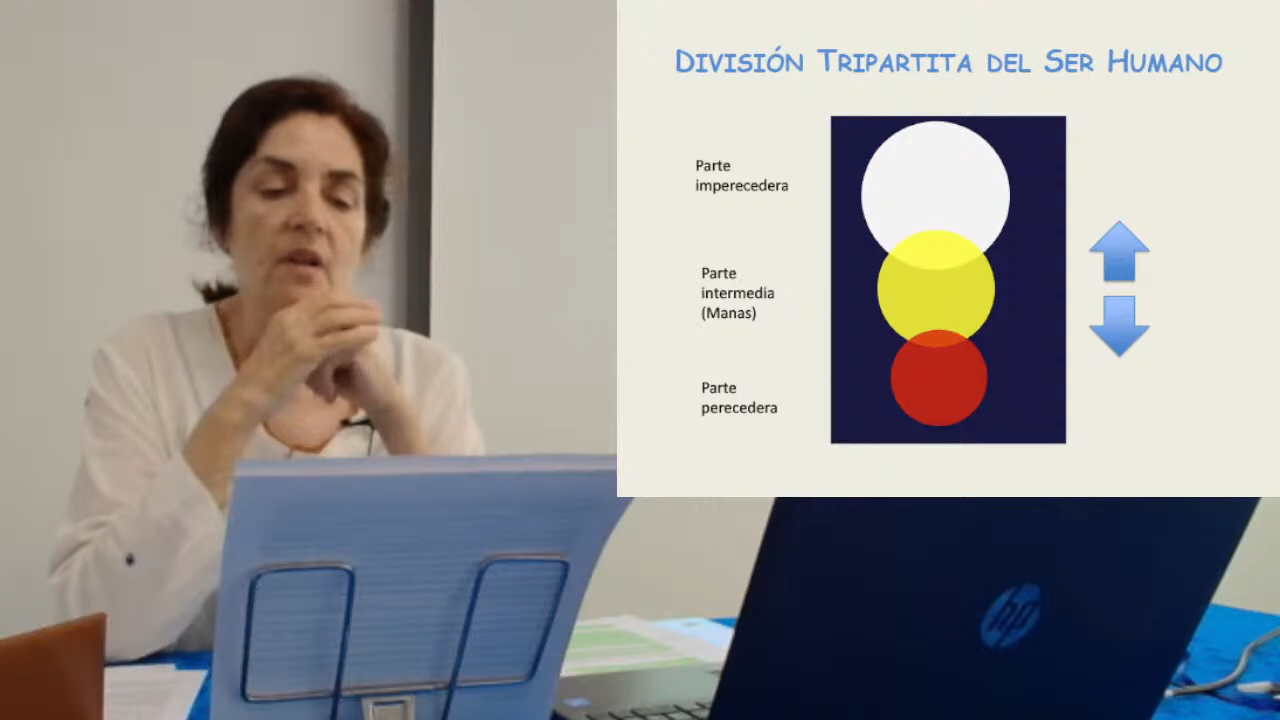 División Tripartita del Ser Humano
Parte
imperecedera
Parte
intermedia
(Manas)
Parte
perecedera
hp